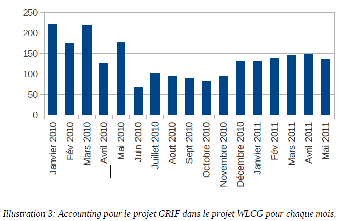 250
200
150
100
50
0
Janvier 2010
Fév 2010
Mars 2010
Avril 2010
Mai 2010
Juin 2010
Juillet 2010
Aout 2010
Sept 2010
Octobre 2010
Novembre 2010
Décembre 2010
Janvier 2011
Fév 2011
Mars 2011
Avril 2011
Mai 2011
Illustration 3: Accounting pour le projet GRIF dans le projet WLCG pour chaque mois.